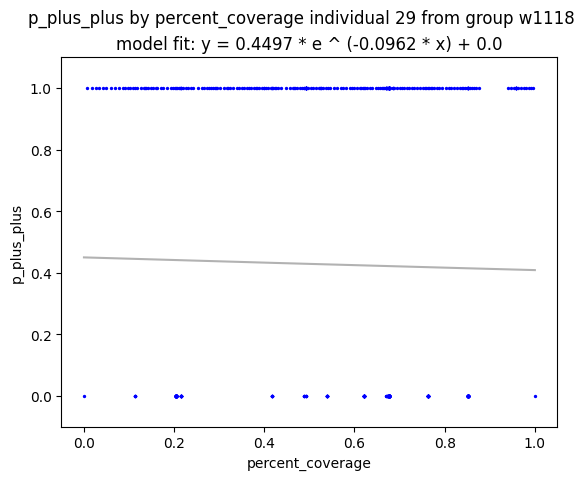 p_plus_plus by percent_coverage individual 29 from group w1118
model fit: y = 0.4497 * e ^ (-0.0962 * x) + 0.0
1.0
0.8
0.6
0.4
0.2
0.0
p_plus_plus
0.0 0.2 0.4 0.6 0.8 1.0
percent_coverage